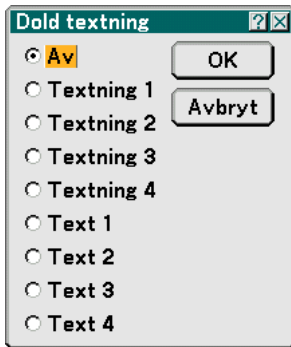 Dold textning
Av
OK
Textning 1
Avbryt
Textning 2
Textning 3
Textning 4
Text 1
Text 2
Text 3
Text 4